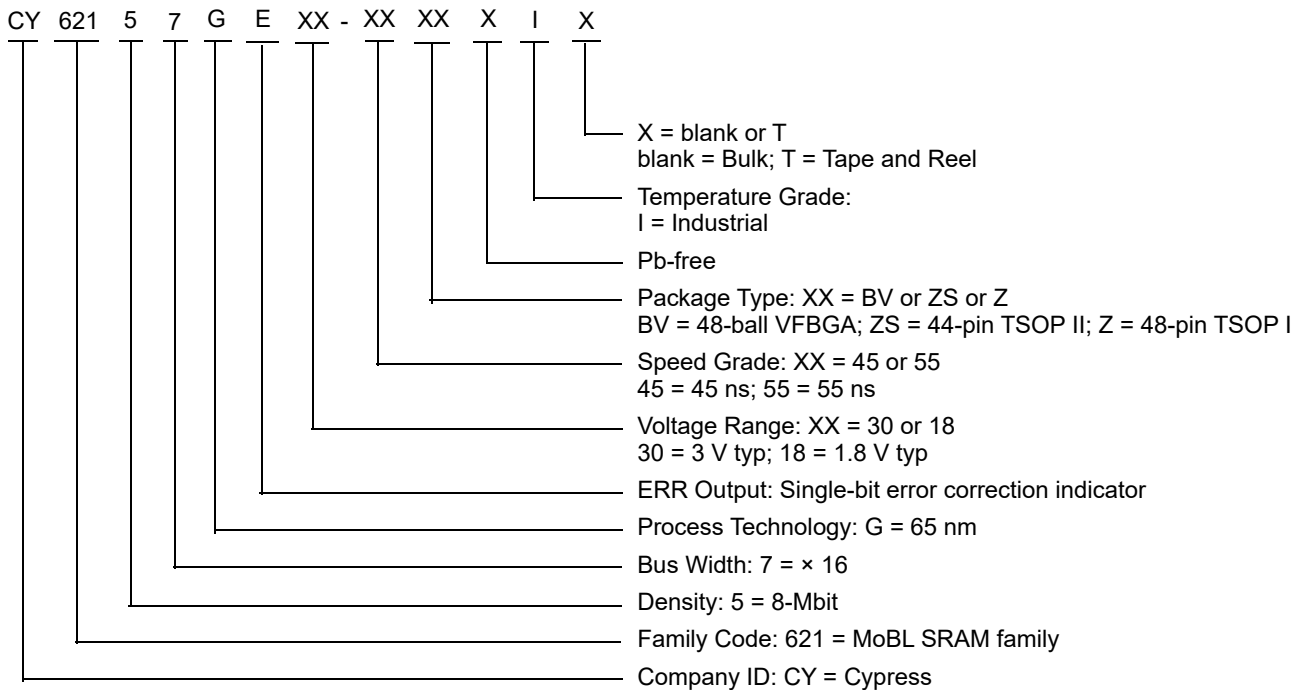 CY 621 5 7 G E XX - XX XX X I X
X = blank or T
blank = Bulk; T = Tape and Reel
Temperature Grade:
I = Industrial
Pb-free
Package Type: XX = BV or ZS or Z
BV = 48-ball VFBGA; ZS = 44-pin TSOP II; Z = 48-pin TSOP I
Speed Grade: XX = 45 or 55
45 = 45 ns; 55 = 55 ns
Voltage Range: XX = 30 or 18
30 = 3 V typ; 18 = 1.8 V typ
ERR Output: Single-bit error correction indicator
Process Technology: G = 65 nm
Bus Width: 7 = × 16
Density: 5 = 8-Mbit
Family Code: 621 = MoBL SRAM family
Company ID: CY = Cypress